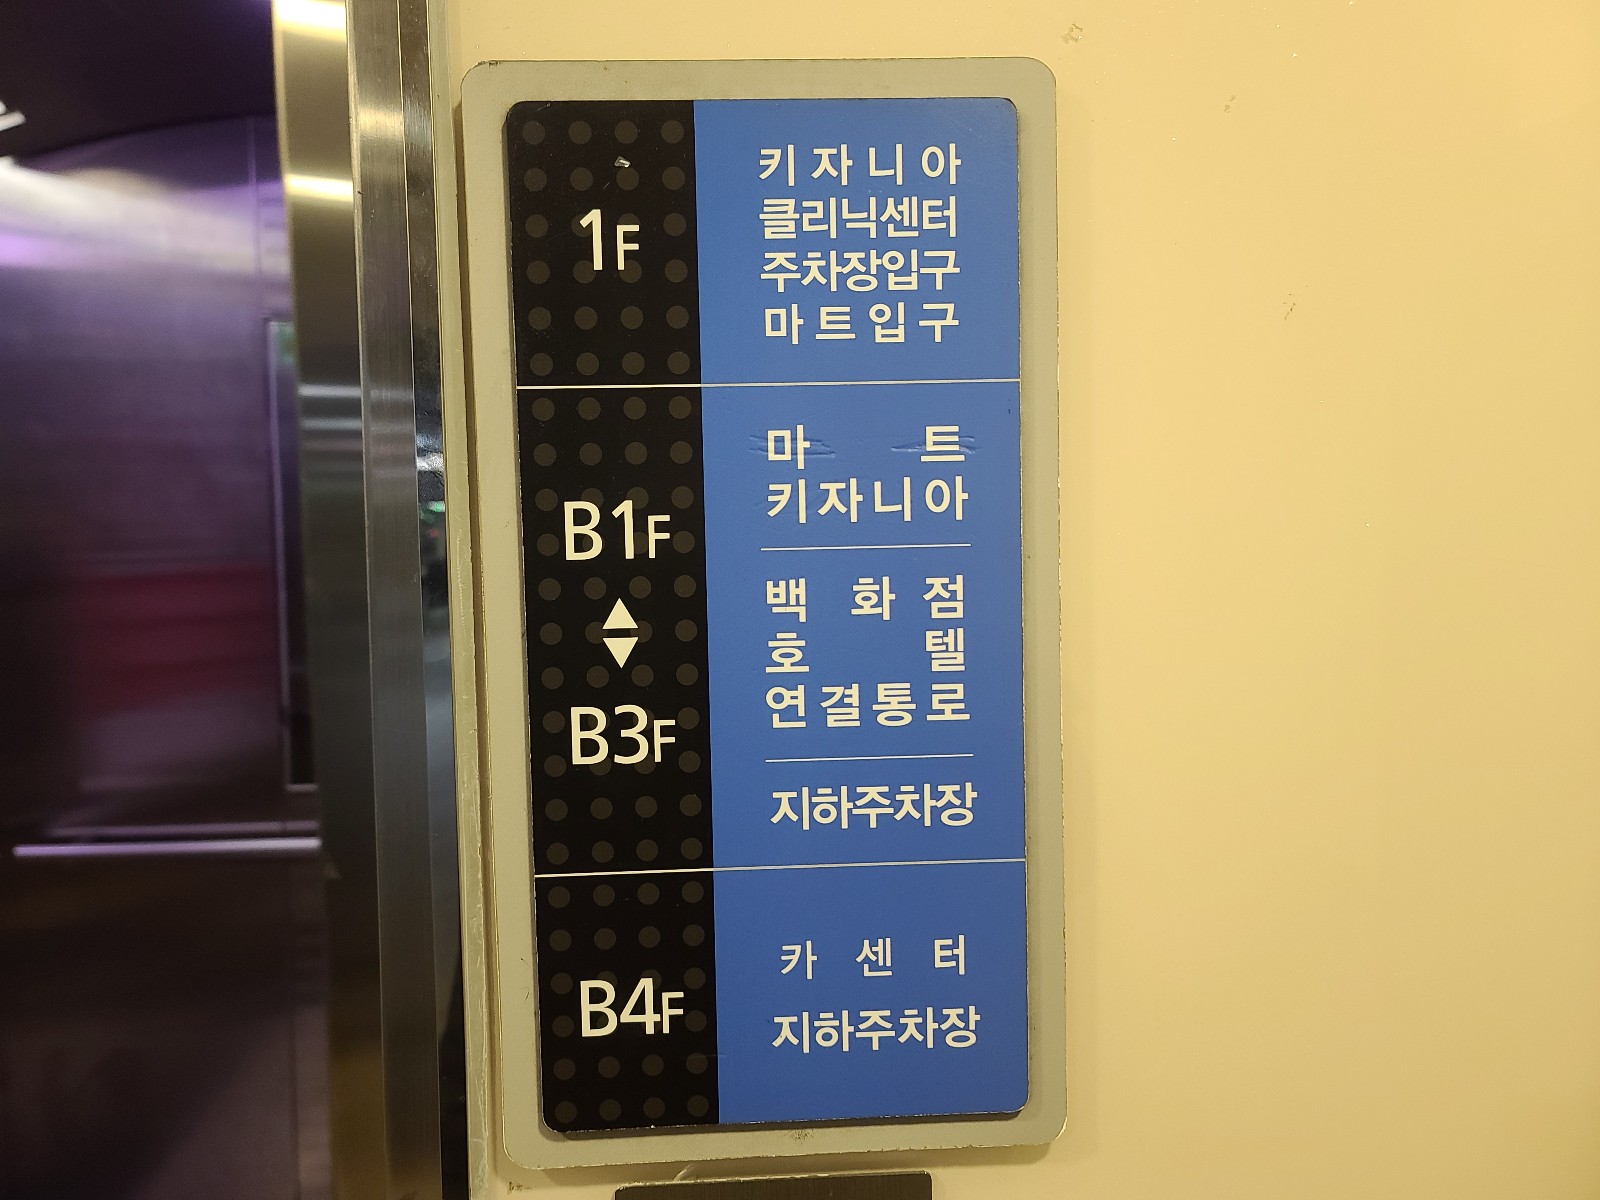 1F
키자니아
클리닉센터
주차장입구
마트입구
B1F
B3F
마트
키자니아
백화점
호텔
연결통로
지하주차장
B4F
카센터
지하주차장